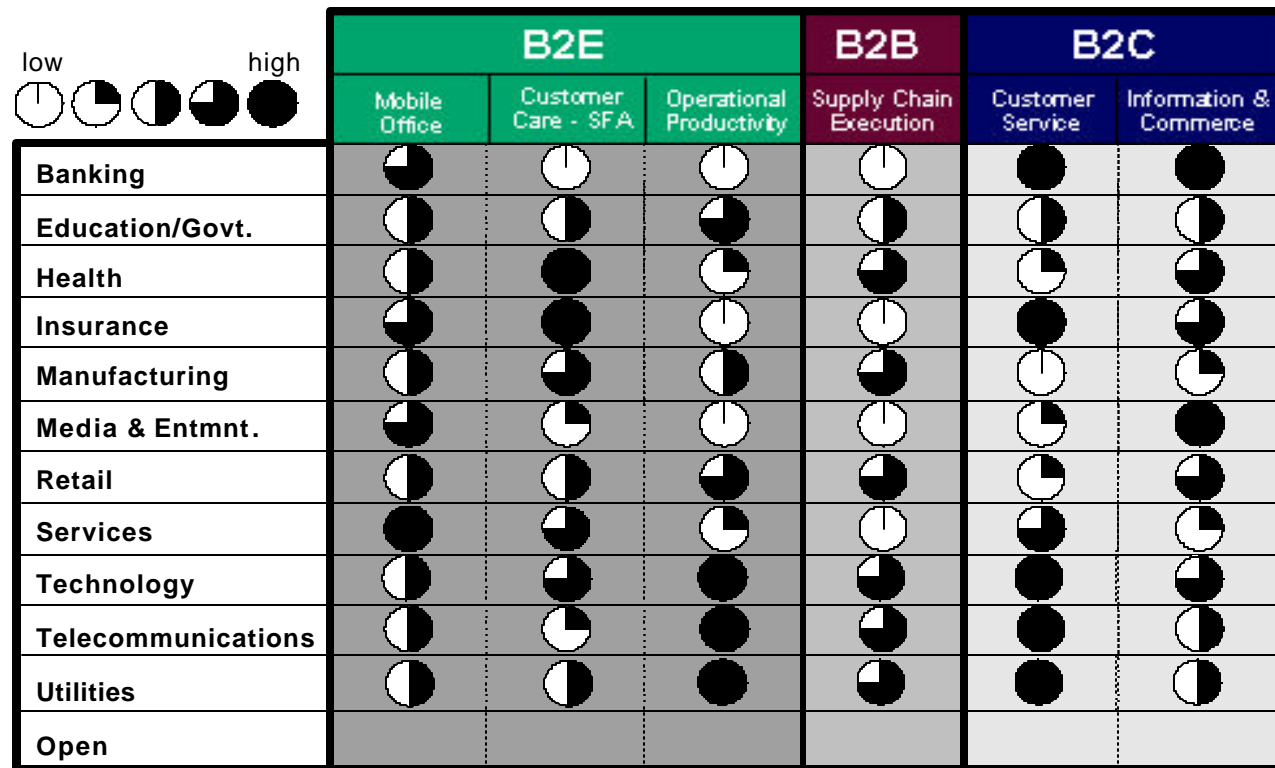 low high
B2E B2B B2C
Mobile Office
Customer Care - SFA
Operational Productivity
Supply Chain Execution
Customer Service
Information & Commerce
Banking
Education/Govt.
Health
Insurance
Manufacturing
Media & Entmnt.
Retail
Services
Technology
Telecommunications
Utilities
Open